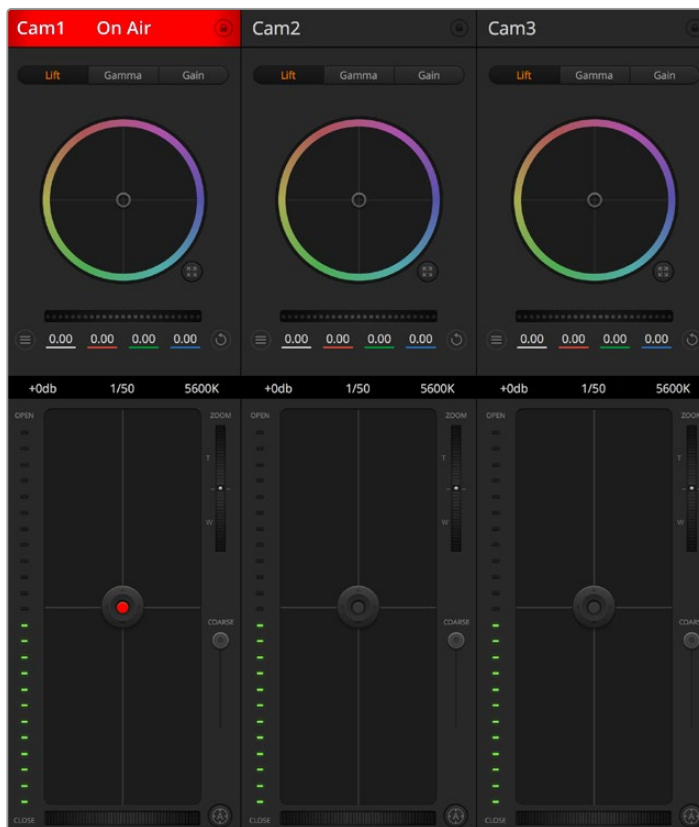 Cam1 On Air Cam2 Cam3
Lift Gamma Gain Lift Gamma Gain Lift Gamma Gain
0.00 0.00 0.00 0.00 0.00 0.00 0.00 0.00 0.00 0.00 0.00 0.00
+0db 1/50 5600K +0db 1/50 5600K +0db 1/50 5600K
OPEN ZOOM OPEN ZOOM OPEN ZOOM
T T T
W W W
COARSE COARSE COARSE
CLOSE A CLOSE A CLOSE A